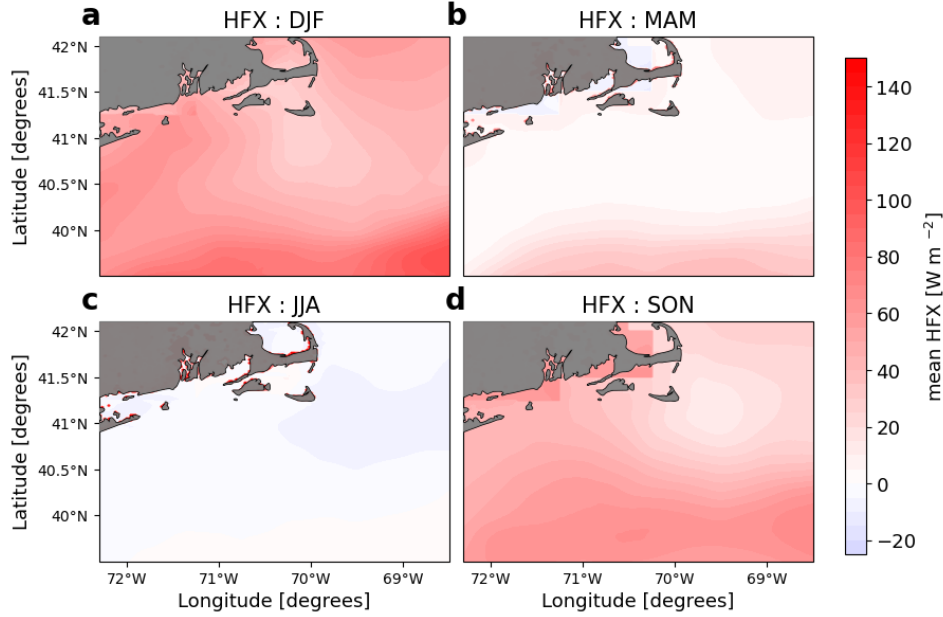 a HFX : DJF
b HFX : MAM
42°N
41.5°N
41°N
40.5°N
40°N
Latitude [degrees]
c HFX : JJA
d HFX : SON
42°N
41.5°N
41°N
40.5°N
40°N
Latitude [degrees]
72°W 71°W 70°W 69°W
Longitude [degrees]
72°W 71°W 70°W 69°W
Longitude [degrees]
140
120
100
80
60
40
20
0
−20
mean HFX [W m⁻²]